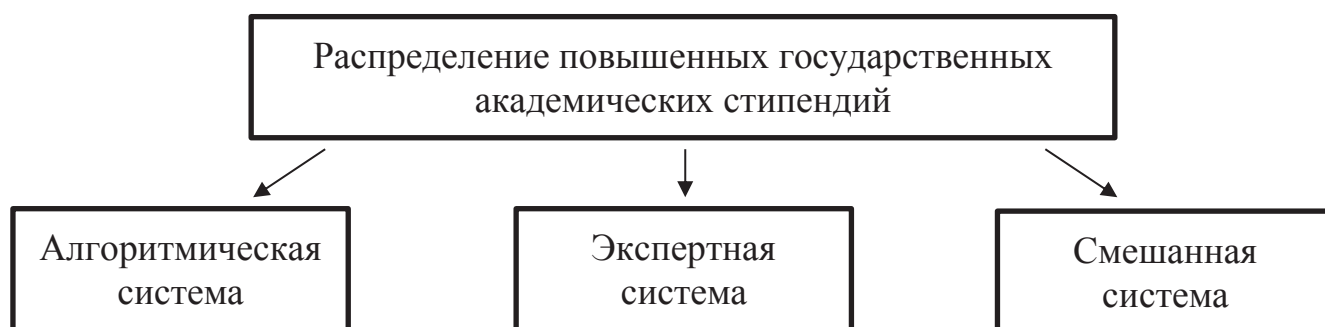 Распределение повышенных государственных
академических стипендий
Алгоритмическая
система
Экспертная
система
Смешанная
система